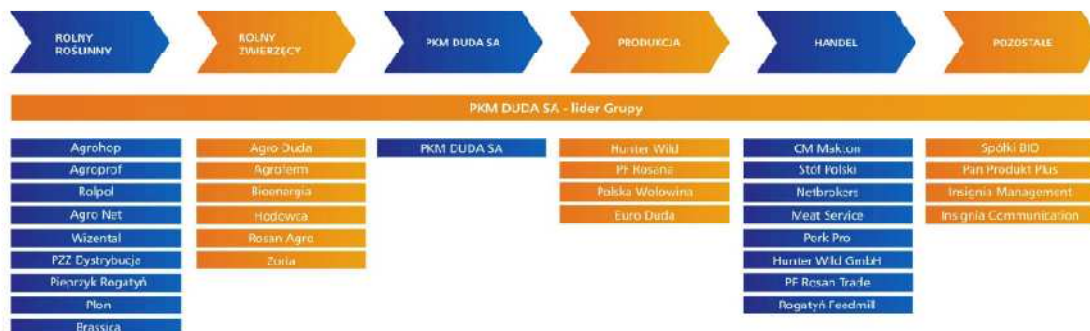 ROLNY
ROŚLINNY
ROLNY
ZWIERZĘCY
PKM DUDA SA
PRODUKCJA
HANDEL
POZOSTAŁE
PKM DUDA SA - lider Grupy
Agrohop
Agroprof
Rolpol
Agro Net
Wizental
PZZ Dystrybucja
Pieprzyk Rogatyń
Plon
Brassica
Agro Duda
Agroferm
Bioenergia
Hodowca
Rosan Agro
Zoria
PKM DUDA SA
Hunter Wild
PF Rosana
Polska Wołowina
Euro Duda
CM Makton
Stół Polski
Netbrokers
Meat Service
Pork Pro
Hunter Wild GmbH
PF Rosan Trade
Rogatyń Feedmill
Spółki BIO
Pan Produkt Plus
Insignia Management
Insignia Communication